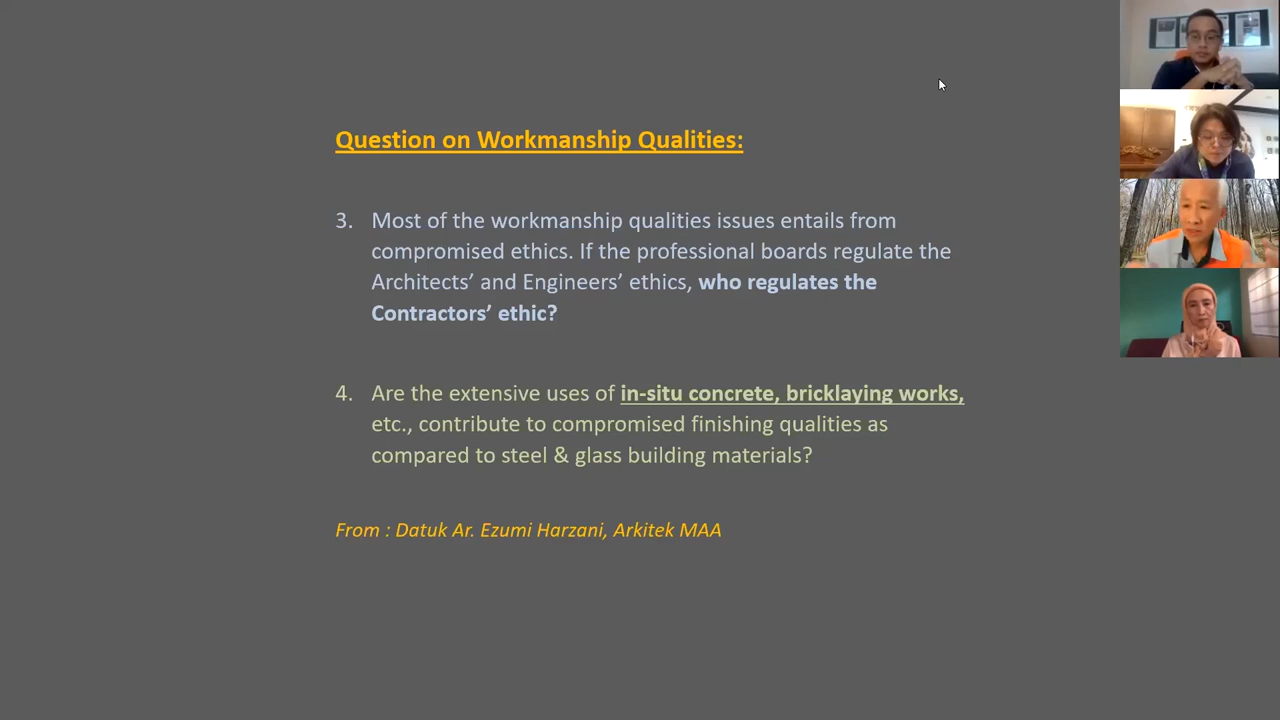 Question on Workmanship Qualities:
3. Most of the workmanship qualities issues entails from
compromised ethics. If the professional boards regulate the
Architects’ and Engineers’ ethics, who regulates the
Contractors’ ethic?
4. Are the extensive uses of in-situ concrete, bricklaying works,
etc., contribute to compromised finishing qualities as
compared to steel & glass building materials?
From : Datuk Ar. Ezumi Harzani, Arkitek MAA